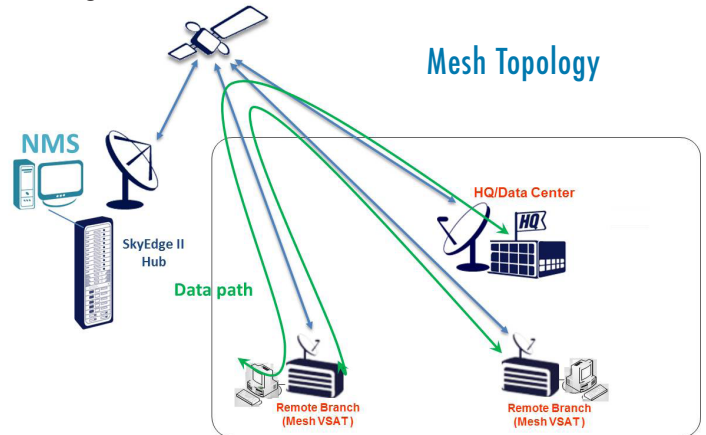 Mesh Topology
NMS
HQ/Data Center
HQ
SkyEdge II
Hub
Data path
Remote Branch
(Mesh VSAT)
Remote Branch
(Mesh VSAT)